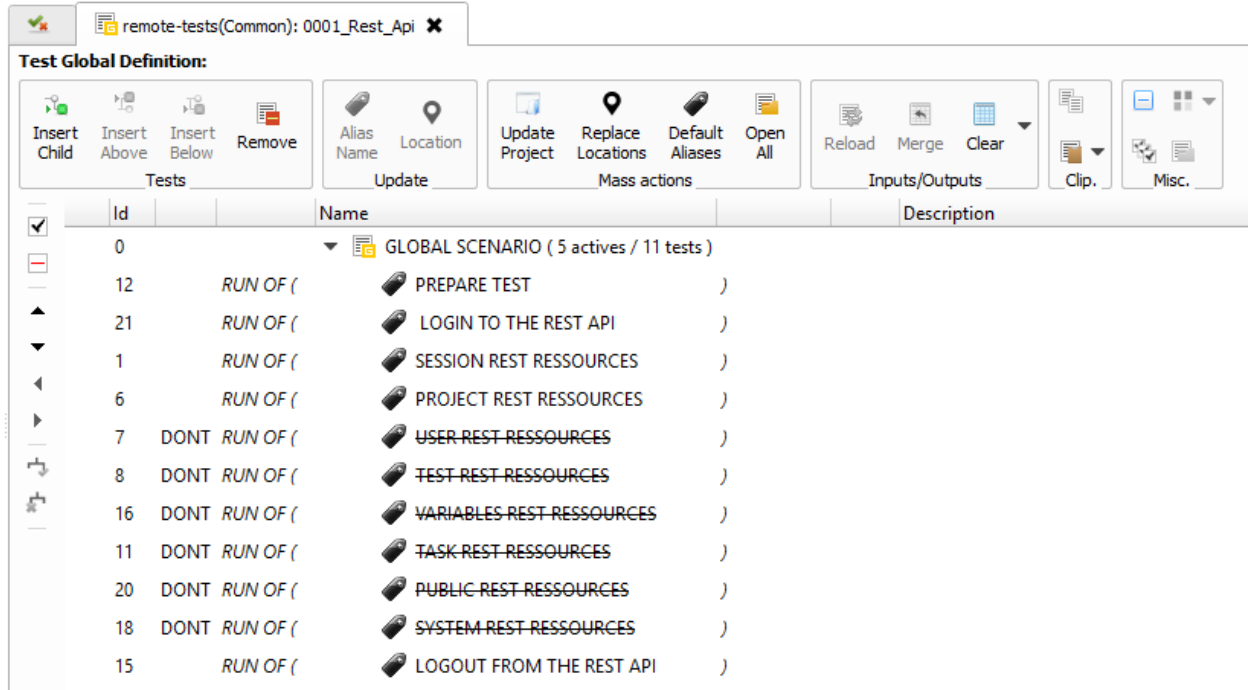 remote-tests(Common): 0001_Rest_Api
Test Global Definition:
Insert Child Insert Above Insert Below Remove Alias Name Location Update Project Replace Locations Default Aliases Open All Reload Merge Clear
Tests Update Mass actions Inputs/Outputs Clip. Misc.
Id Name Description
0 GLOBAL SCENARIO ( 5 actives / 11 tests )
12 RUN OF ( PREPARE TEST )
21 RUN OF ( LOGIN TO THE REST API )
1 RUN OF ( SESSION REST RESSOURCES )
6 RUN OF ( PROJECT REST RESSOURCES )
7 DONT RUN OF ( USER REST RESSOURCES )
8 DONT RUN OF ( TEST REST RESSOURCES )
16 DONT RUN OF ( VARIABLES REST RESSOURCES )
11 DONT RUN OF ( TASK REST RESSOURCES )
20 DONT RUN OF ( PUBLIC REST RESSOURCES )
18 DONT RUN OF ( SYSTEM REST RESSOURCES )
15 RUN OF ( LOGOUT FROM THE REST API )